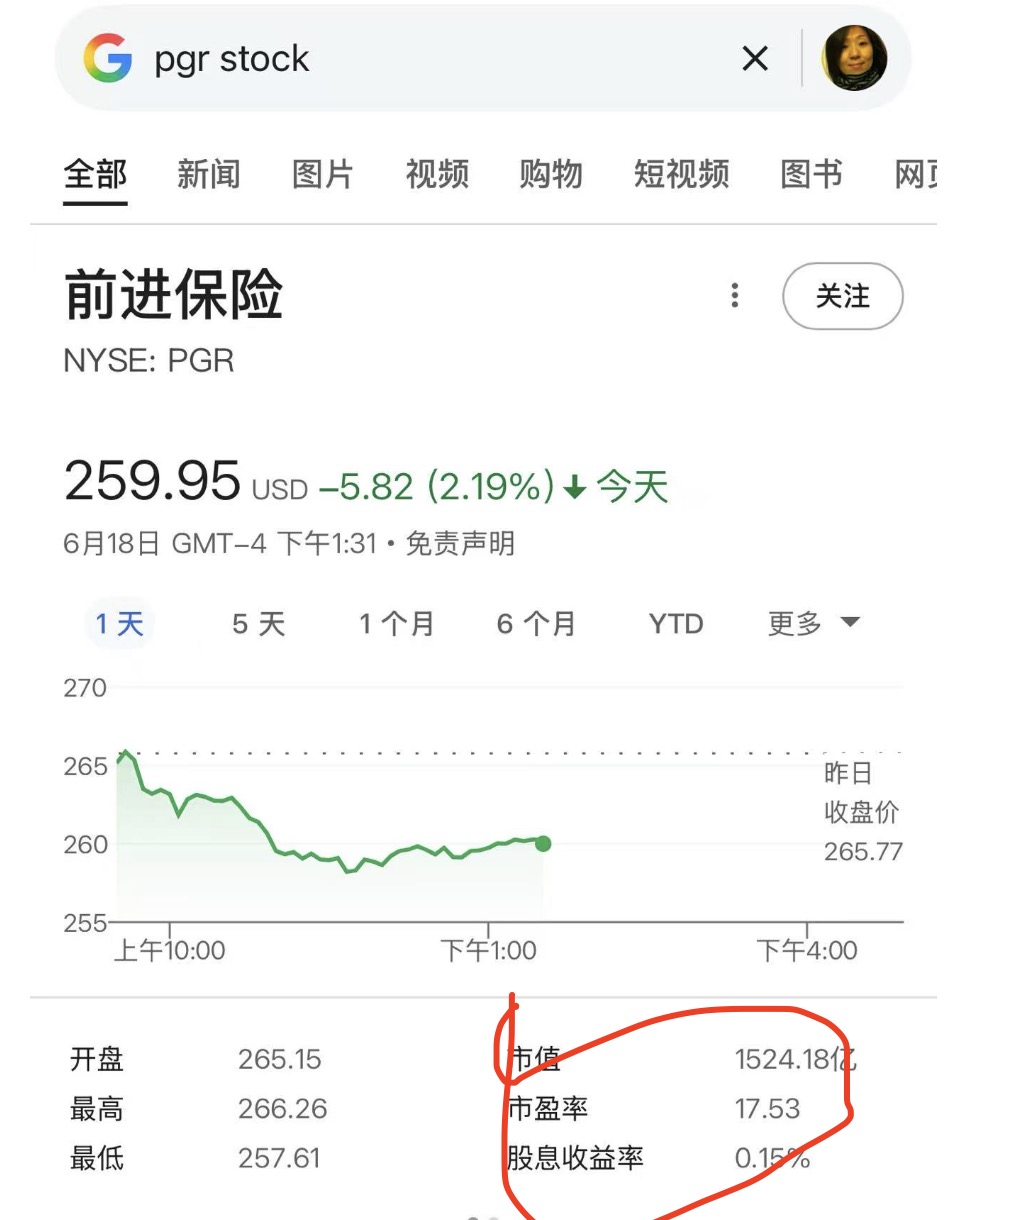 pgr stock
全部 新闻 图片 视频 购物 短视频 图书 网页
前进保险
关注
NYSE: PGR
259.95 USD −5.82 (2.19%) 今天
6月18日 GMT−4 下午1:31 • 免责声明
1 天 5 天 1 个月 6 个月 YTD 更多
270
265
昨日
收盘价
260
265.77
255
上午10:00 下午1:00 下午4:00
开盘 265.15 市值 1524.18亿
最高 266.26 市盈率 17.53
最低 257.61 股息收益率 0.15%